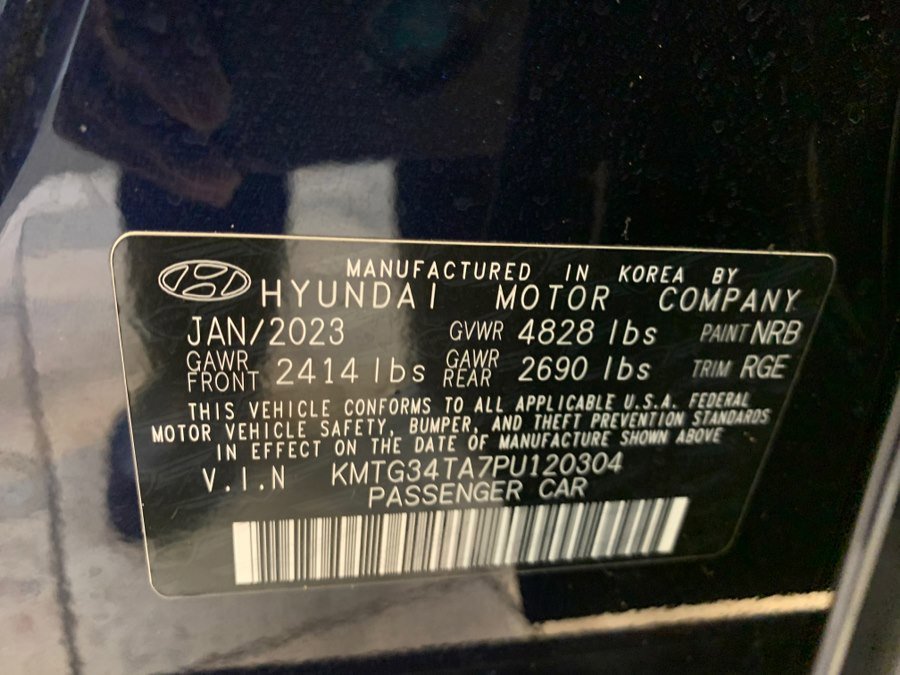 MANUFACTURED IN KOREA BY
HYUNDAI MOTOR COMPANY
JAN/2023 GVWR 4828 lbs PAINT NRB
GAWR FRONT 2414 lbs GAWR REAR 2690 lbs TRIM RGE
THIS VEHICLE CONFORMS TO ALL APPLICABLE U.S.A. FEDERAL
MOTOR VEHICLE SAFETY, BUMPER, AND THEFT PREVENTION STANDARDS
IN EFFECT ON THE DATE OF MANUFACTURE SHOWN ABOVE
V.I.N KMTG34TA7PU120304
PASSENGER CAR